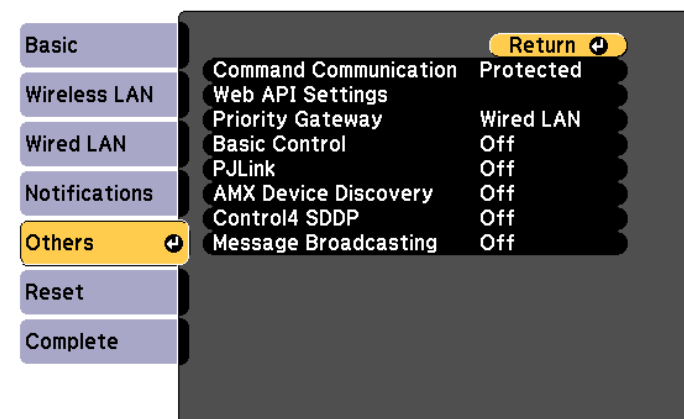 Basic
Wireless LAN
Wired LAN
Notifications
Others
Reset
Complete
Return
Command Communication Protected
Web API Settings
Priority Gateway Wired LAN
Basic Control Off
PJLink Off
AMX Device Discovery Off
Control4 SDDP Off
Message Broadcasting Off